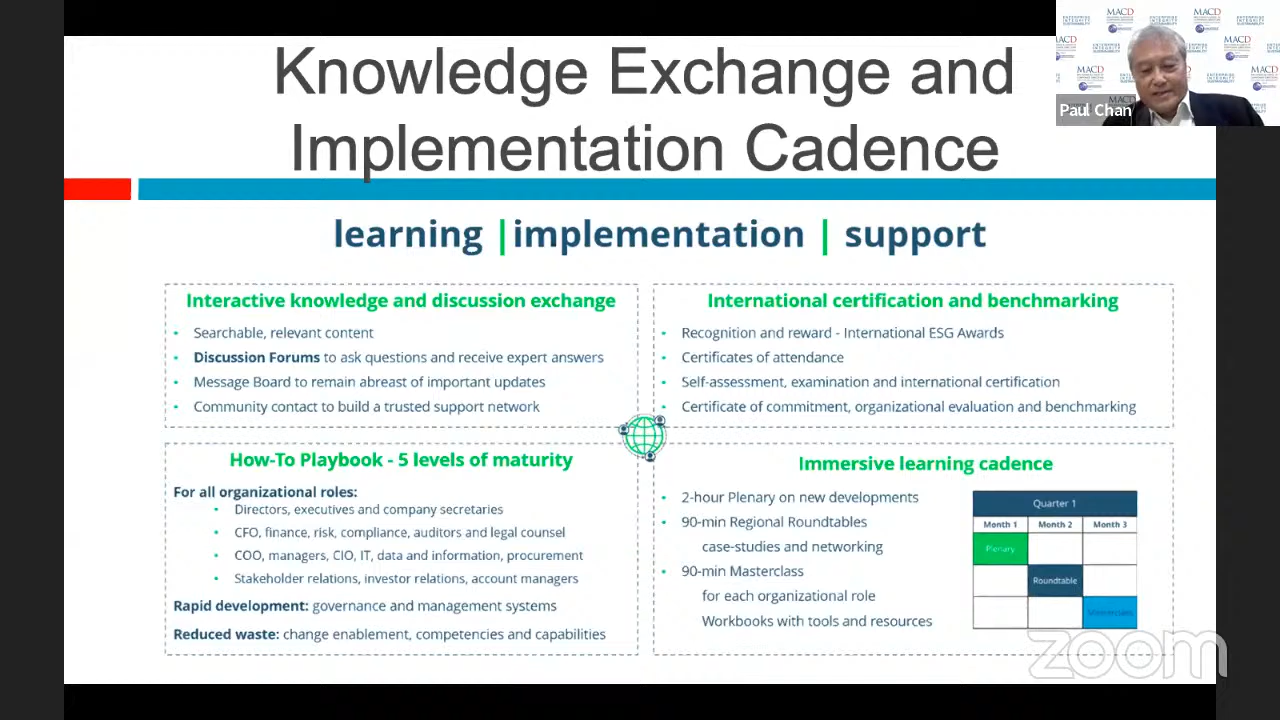 Knowledge Exchange and
Implementation Cadence
MACD
ENTERPRISE
INTEGRITY
SUSTAINABILITY
Paul Chan
learning |implementation | support
Interactive knowledge and discussion exchange
• Searchable, relevant content
• Discussion Forums to ask questions and receive expert answers
• Message Board to remain abreast of important updates
• Community contact to build a trusted support network
International certification and benchmarking
• Recognition and reward - International ESG Awards
• Certificates of attendance
• Self-assessment, examination and international certification
• Certificate of commitment, organizational evaluation and benchmarking
How-To Playbook - 5 levels of maturity
For all organizational roles:
• Directors, executives and company secretaries
• CFO, finance, risk, compliance, auditors and legal counsel
• COO, managers, CIO, IT, data and information, procurement
• Stakeholder relations, investor relations, account managers
Rapid development: governance and management systems
Reduced waste: change enablement, competencies and capabilities
Immersive learning cadence
• 2-hour Plenary on new developments
• 90-min Regional Roundtables
case-studies and networking
• 90-min Masterclass
for each organizational role
Workbooks with tools and resources
Quarter 1
Month 1 Month 2 Month 3
Plenary
Roundtable
Masterclass
zoom